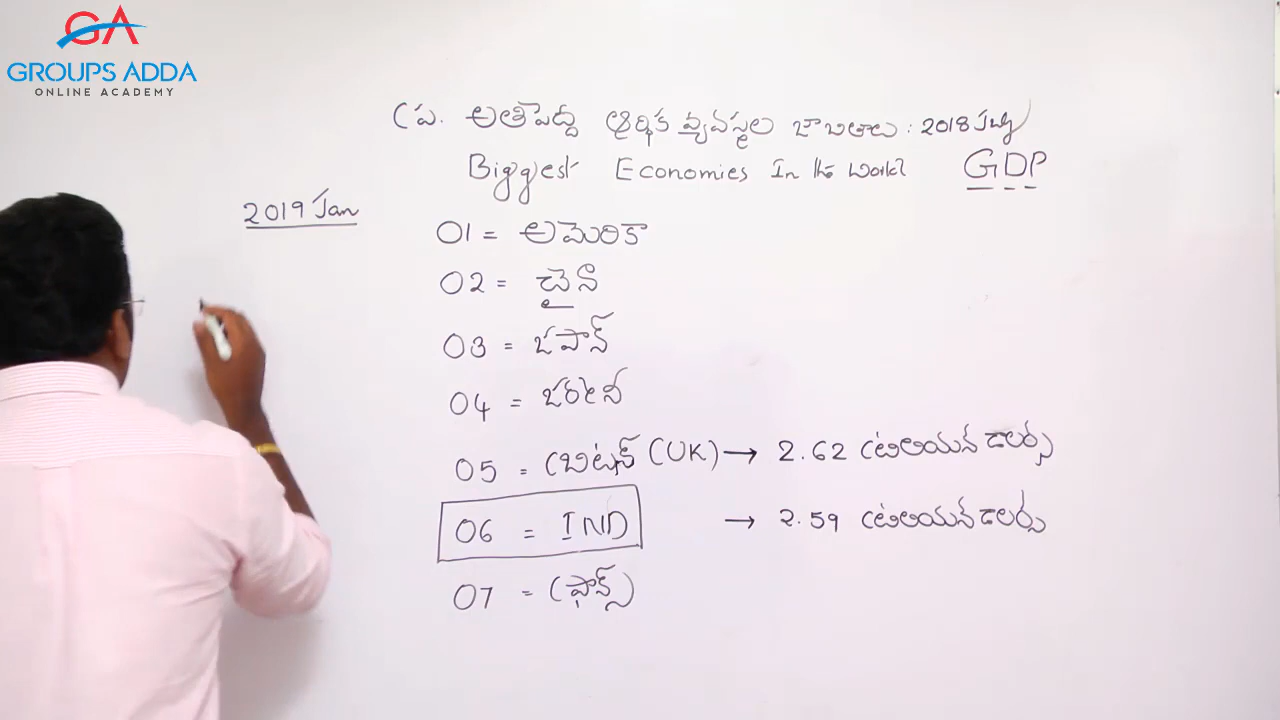 GA
GROUPS ADDA
ONLINE ACADEMY
ప్ర. అతిపెద్ద ఆర్థిక వ్యవస్థల జాబితాలు : 2018 July
Biggest Economies In the World GDP
2019 Jan
01 = అమెరికా
02 = చైనా
03 = జపాన్
04 = జర్మనీ
05 = బ్రిటన్ (UK) → 2.62 ట్రిలియన్ డాలర్స్
06 = IND → 2.59 ట్రిలియన్ డాలర్స్
07 = ఫ్రాన్స్